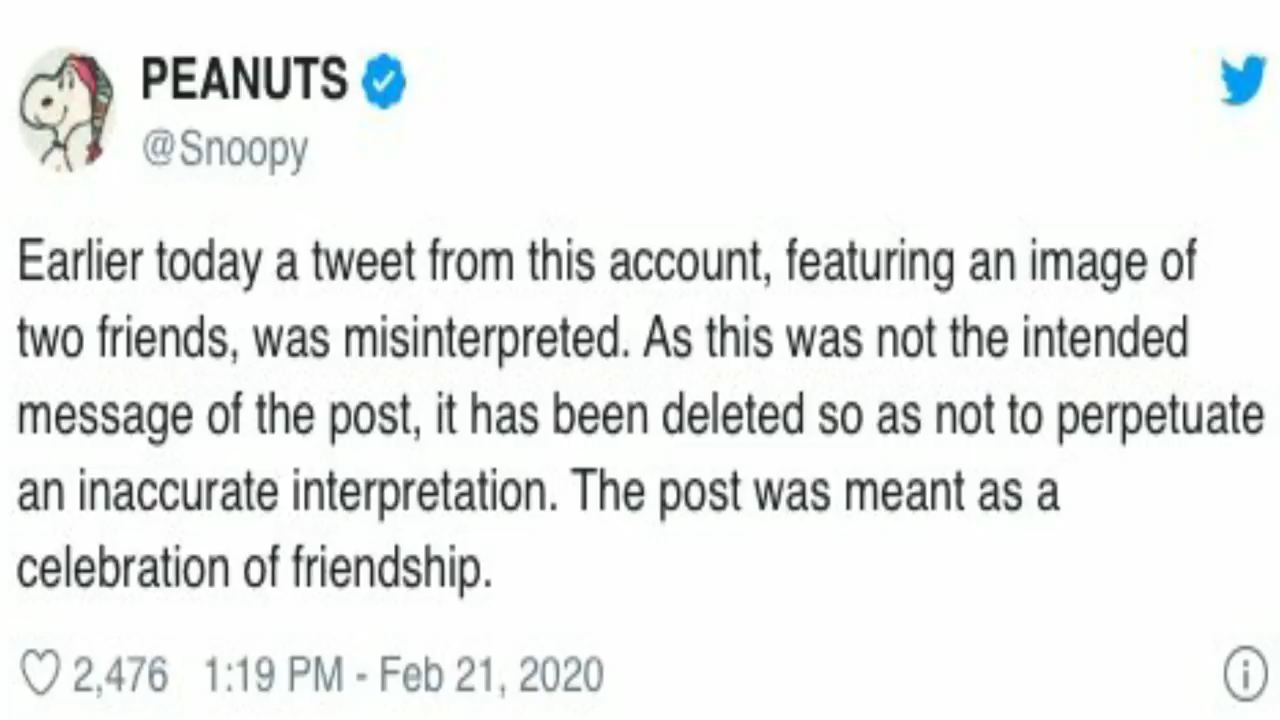 PEANUTS
@Snoopy
Earlier today a tweet from this account, featuring an image of
two friends, was misinterpreted. As this was not the intended
message of the post, it has been deleted so as not to perpetuate
an inaccurate interpretation. The post was meant as a
celebration of friendship.
2,476 1:19 PM - Feb 21, 2020